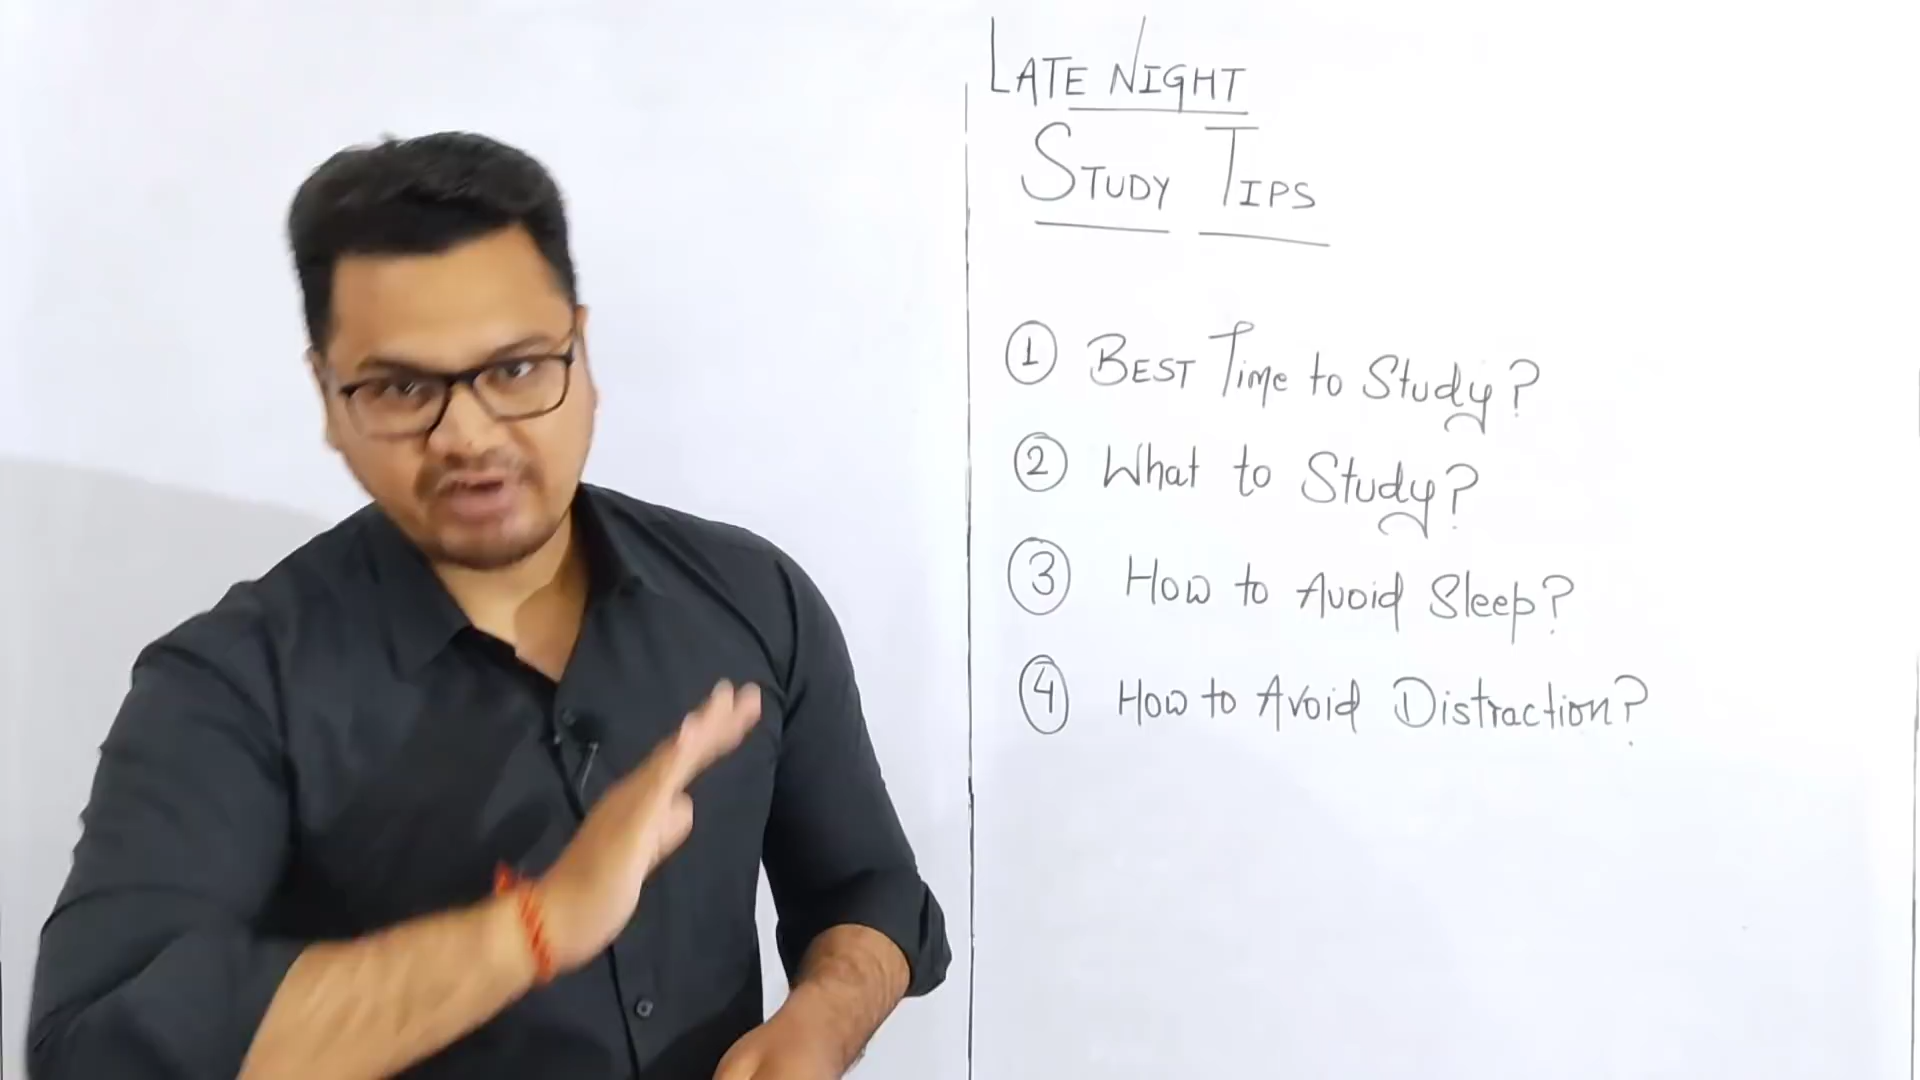 LATE NIGHT
STUDY TIPS
1 BEST Time to Study?
2 What to Study?
3 How to Avoid Sleep?
4 How to Avoid Distraction?